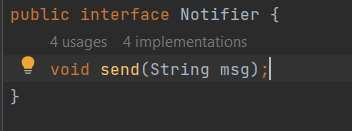 public interface Notifier {
4 usages   4 implementations
void send(String msg);
}